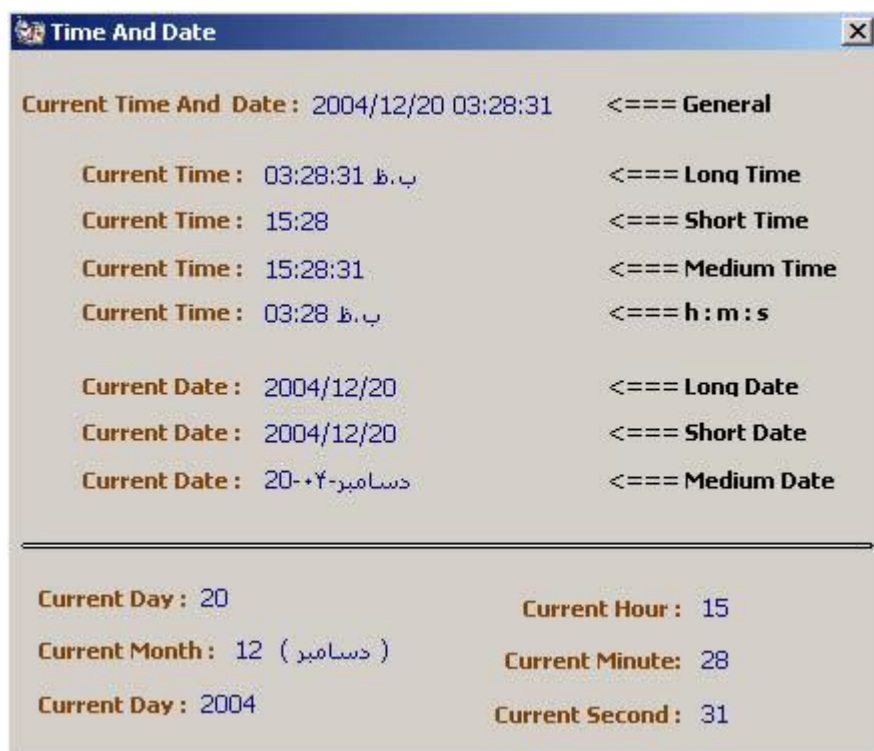 Time And Date
Current Time And Date : 2004/12/20 03:28:31 <=== General
Current Time : 03:28:31 ب.ظ <=== Long Time
Current Time : 15:28 <=== Short Time
Current Time : 15:28:31 <=== Medium Time
Current Time : 03:28 ب.ظ <=== h : m : s
Current Date : 2004/12/20 <=== Long Date
Current Date : 2004/12/20 <=== Short Date
Current Date : 20-دسامبر-۰۴ <=== Medium Date
Current Day : 20
Current Hour : 15
Current Month : 12 ( دسامبر )
Current Minute: 28
Current Day : 2004
Current Second : 31